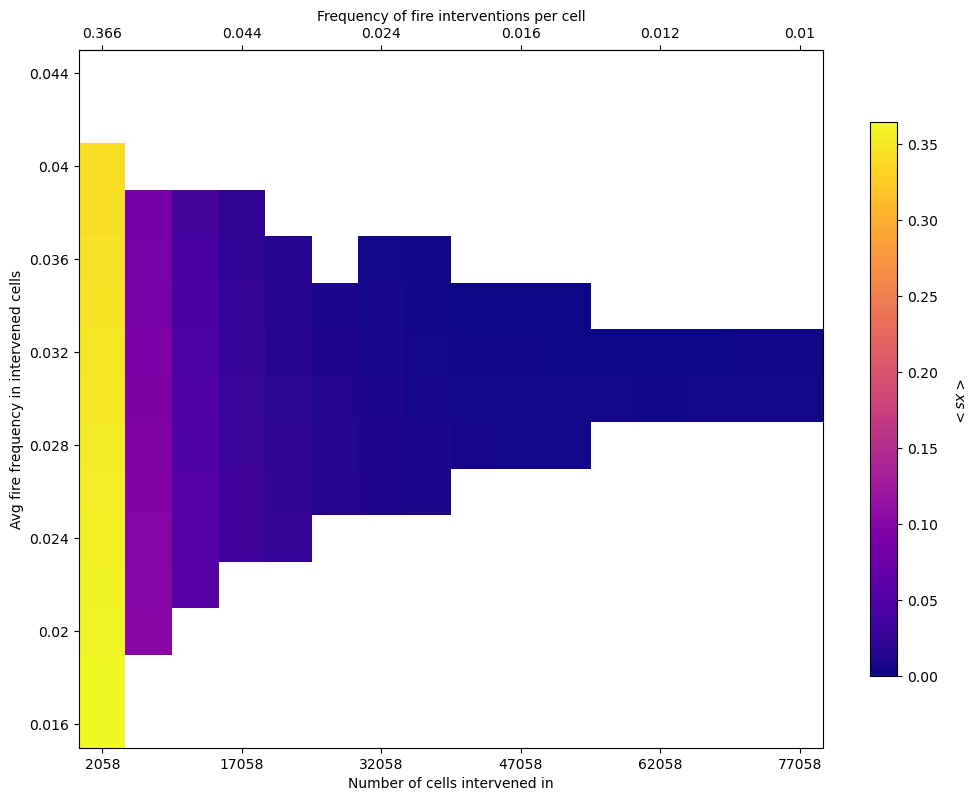 Frequency of fire interventions per cell
0.366 0.044 0.024 0.016 0.012 0.01
0.044
0.04
0.036
0.032
0.028
0.024
0.02
0.016
Avg fire frequency in intervened cells
2058 17058 32058 47058 62058 77058
Number of cells intervened in
0.35
0.30
0.25
0.20
0.15
0.10
0.05
0.00
< sx >